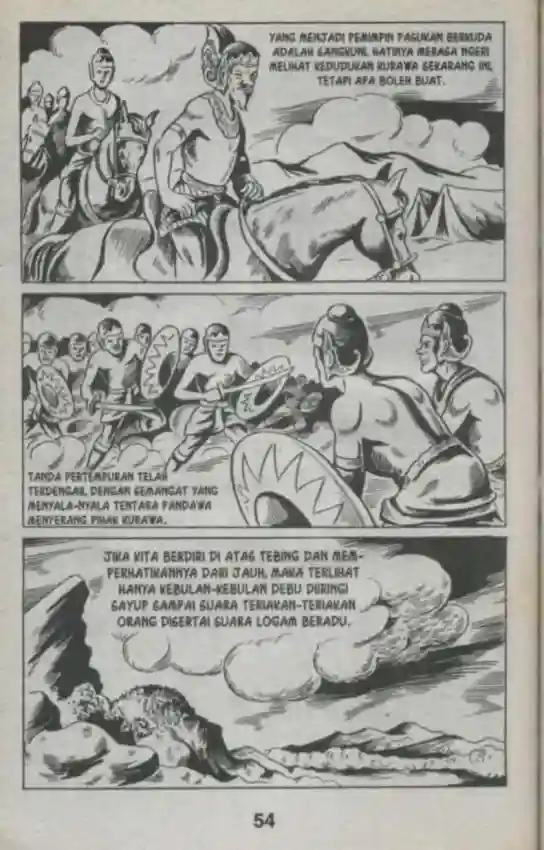 YANG MENJADI PEMIMPIN PASUKAN BERKUDA
ADALAH SANGKUNI. HATINYA MERASA NGERI
MELIHAT KEDUDUKAN KURAWA SEKARANG INI,
TETAPI APA BOLEH BUAT.
TANDA PERTEMPURAN TELAH
TERDENGAR, DENGAN SEMANGAT YANG
MENYALA-NYALA TENTARA PANDAWA
MENYERANG PIHAK KURAWA.
JIKA KITA BERDIRI DI ATAS TEBING DAN MEM-
PERHATIKANNYA DARI JAUH, MAKA TERLIHAT
HANYA KEBULAN-KEBULAN DEBU DIIRINGI
SAYUP SAMPAI SUARA TERIAKAN-TERIAKAN
ORANG DISERTAI SUARA LOGAM BERADU.
54